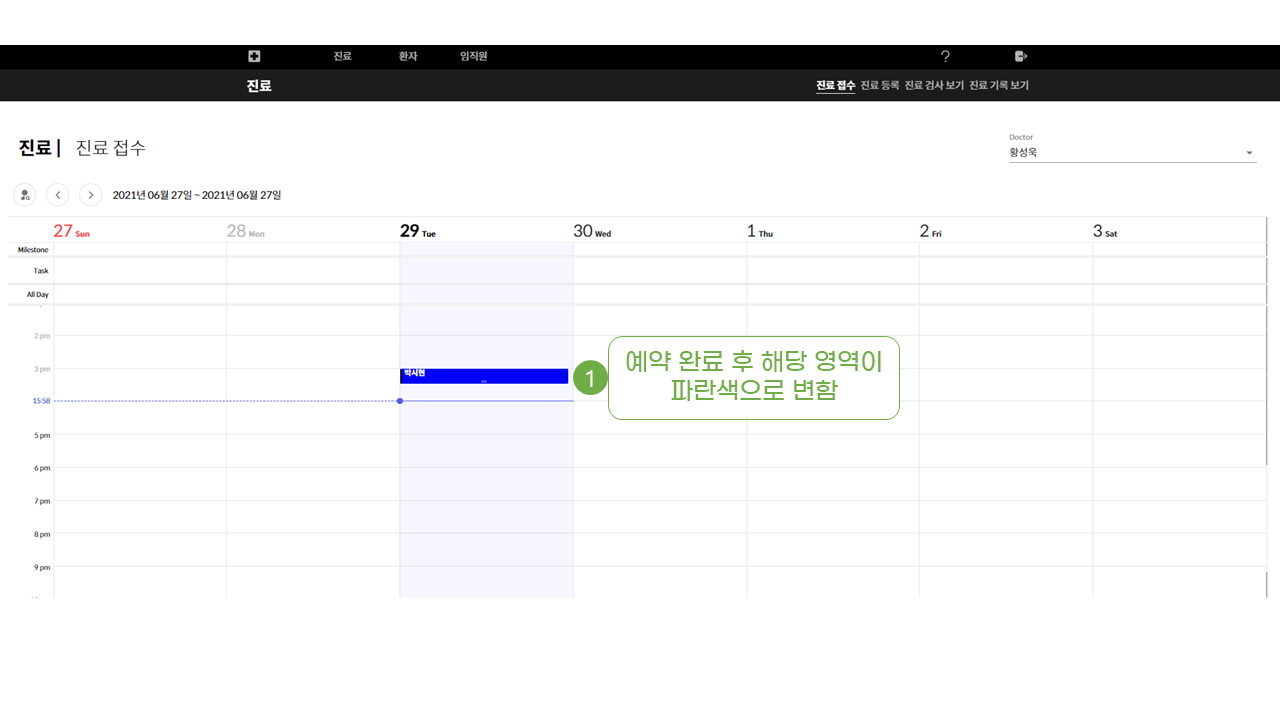 진료 환자 임직원 ?
진료 진료 접수 진료 등록 진료 검사 보기 진료 기록 보기
진료 | 진료 접수
Doctor
황성욱
2021년 06월 27일 ~ 2021년 06월 27일
27 Sun 28 Mon 29 Tue 30 Wed 1 Thu 2 Fri 3 Sat
Milestone
Task
All Day
2 pm
3 pm
박시현
1 예약 완료 후 해당 영역이
파란색으로 변함
15:58
5 pm
6 pm
7 pm
8 pm
9 pm